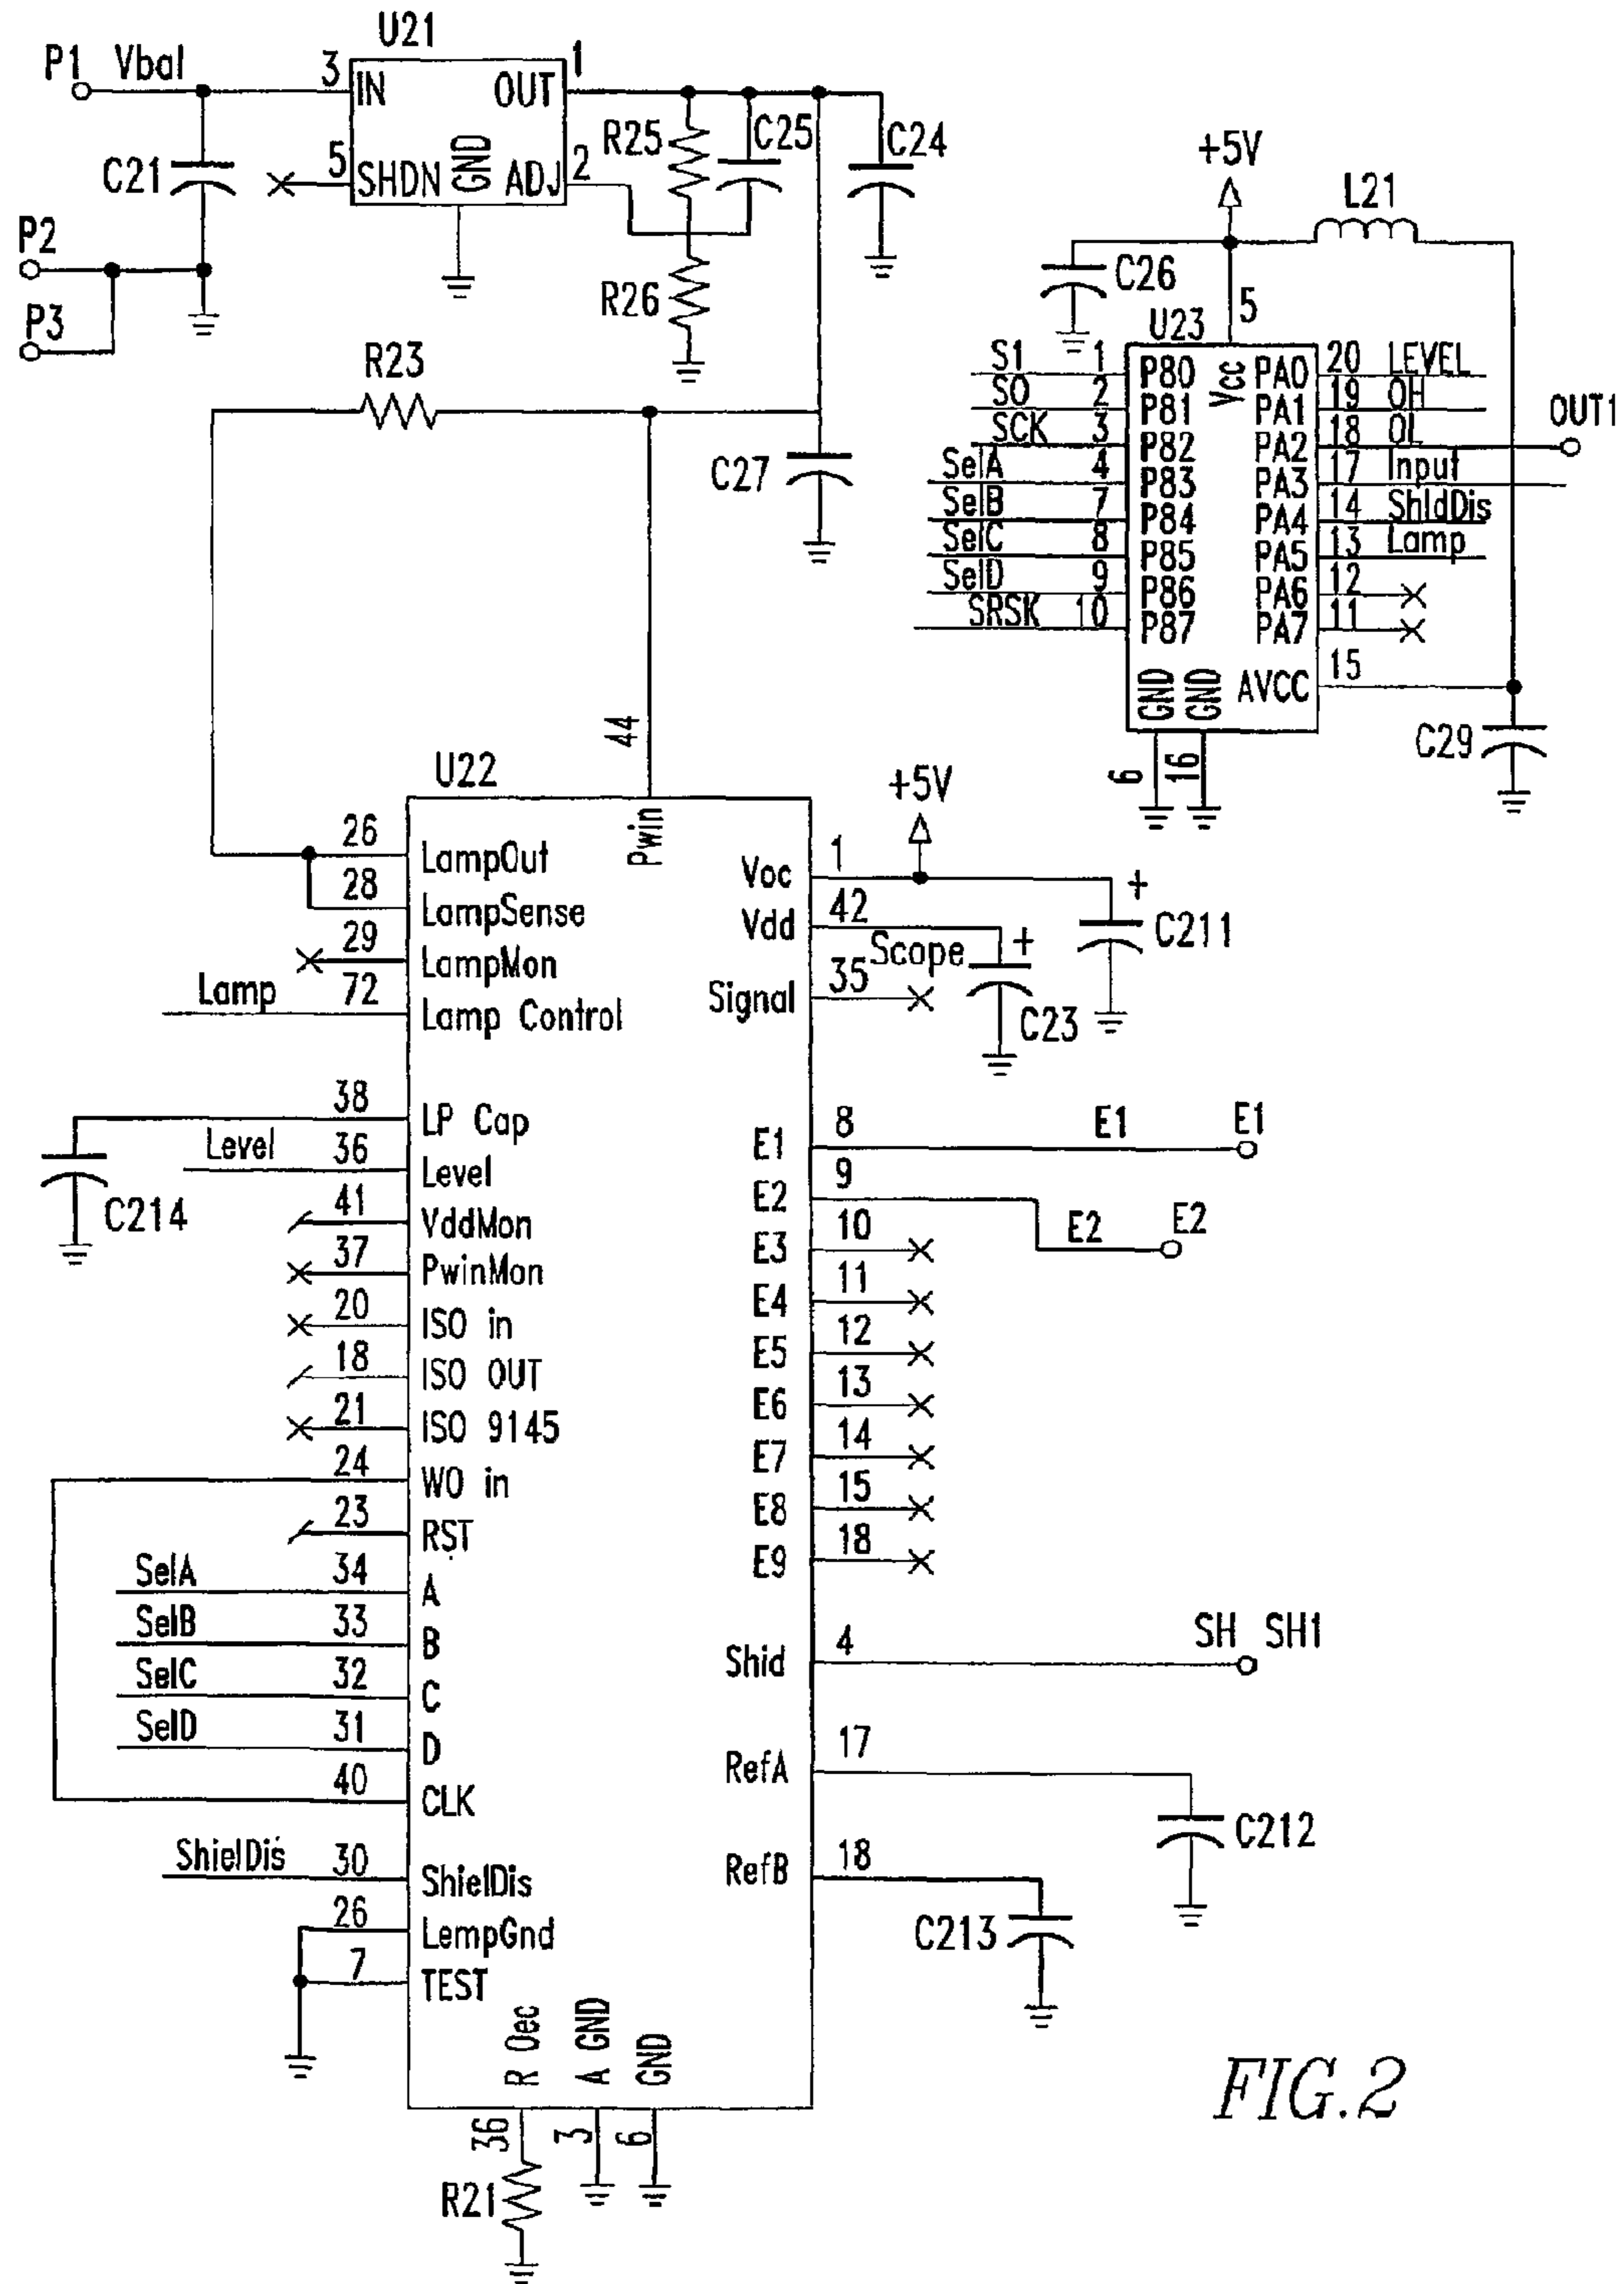 U21
P1 Vbal 3 IN OUT 1
R25 C25 C24
C21 5 SHDN GND ADJ 2
P2
R26
P3
R23
C27
+5V
L21
C26
5
U23
S1 1 P80 Vcc PA0 20 LEVEL
SO 2 P81 PA1 19 OH
OUT1
SCK 3 P82 PA2 18 OL
SelA 4 P83 PA3 17 Input
SelB 7 P84 PA4 14 ShldDis
SelC 8 P85 PA5 13 Lamp
SelD 9 P86 PA6 12
SRSK 10 P87 PA7 11
GND GND AVCC 15
C29
6 16
44
U22
Pwin
+5V
26 LampOut Voc 1
+
28 LampSense Vdd 42
C211
29 LampMon Scope +
Lamp 72 Lamp Control Signal 35
C23
38 LP Cap E1 8 E1 E1
Level 36 Level E2 9
C214
E2 E2
41 VddMon E3 10
37 PwinMon E4 11
20 ISO in E5 12
18 ISO OUT E6 13
21 ISO 9145 E7 14
24 WO in E8 15
23 RST E9 18
SelA 34 A
SelB 33 B Shid 4 SH SH1
SelC 32 C
SelD 31 D RefA 17
40 CLK
C212
ShielDis 30 ShielDis RefB 18
26 LempGnd
C213
7 TEST
R Oec A GND GND
36 3 6
R21
FIG.2